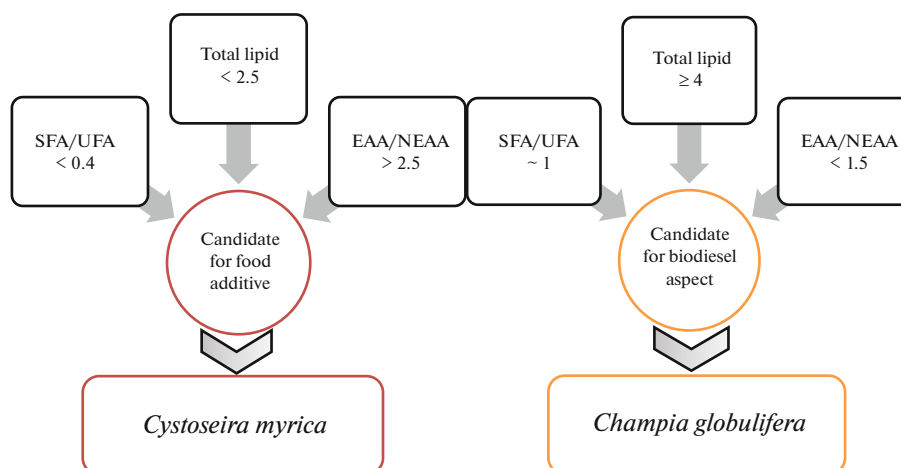 Total lipid
< 2.5
SFA/UFA
< 0.4
EAA/NEAA
> 2.5
Candidate
for food
additive
Cystoseira myrica
Total lipid
≥ 4
SFA/UFA
~ 1
EAA/NEAA
< 1.5
Candidate
for biodiesel
aspect
Champia globulifera